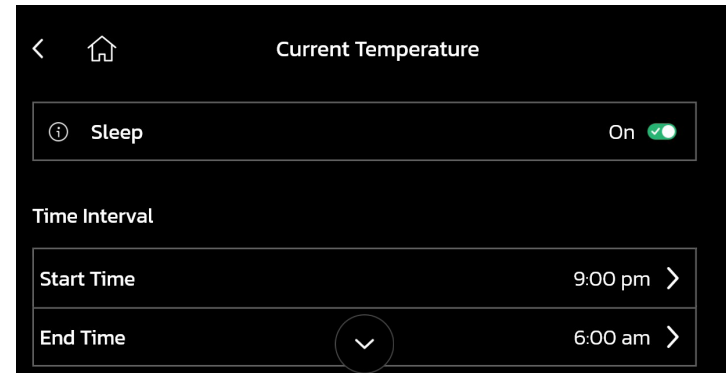 Current Temperature
Sleep On
Time Interval
Start Time 9:00 pm
End Time 6:00 am